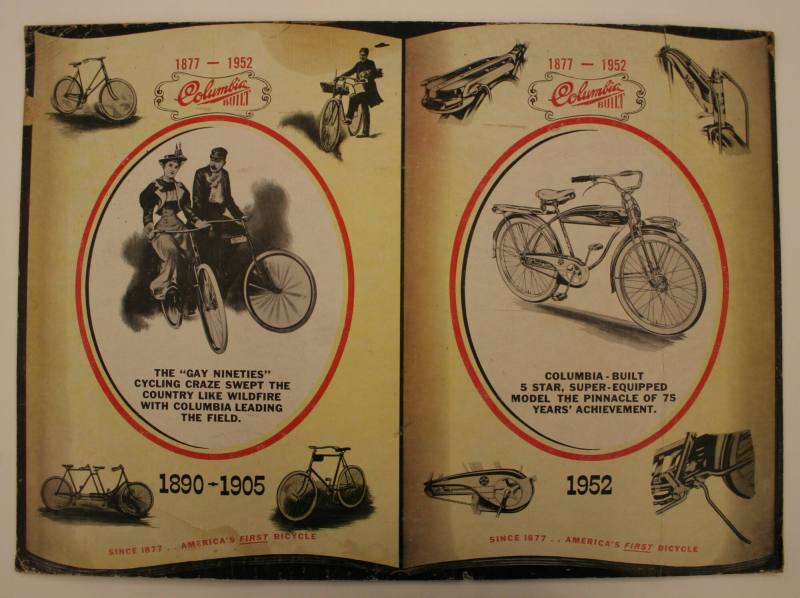 1877 — 1952
Columbia
BUILT
THE "GAY NINETIES"
CYCLING CRAZE SWEPT THE
COUNTRY LIKE WILDFIRE
WITH COLUMBIA LEADING
THE FIELD.
1890-1905
SINCE 1877 . . AMERICA'S FIRST BICYCLE
1877 — 1952
Columbia
BUILT
COLUMBIA-BUILT
5 STAR, SUPER-EQUIPPED
MODEL THE PINNACLE OF 75
YEARS' ACHIEVEMENT.
1952
SINCE 1877 . . AMERICA'S FIRST BICYCLE